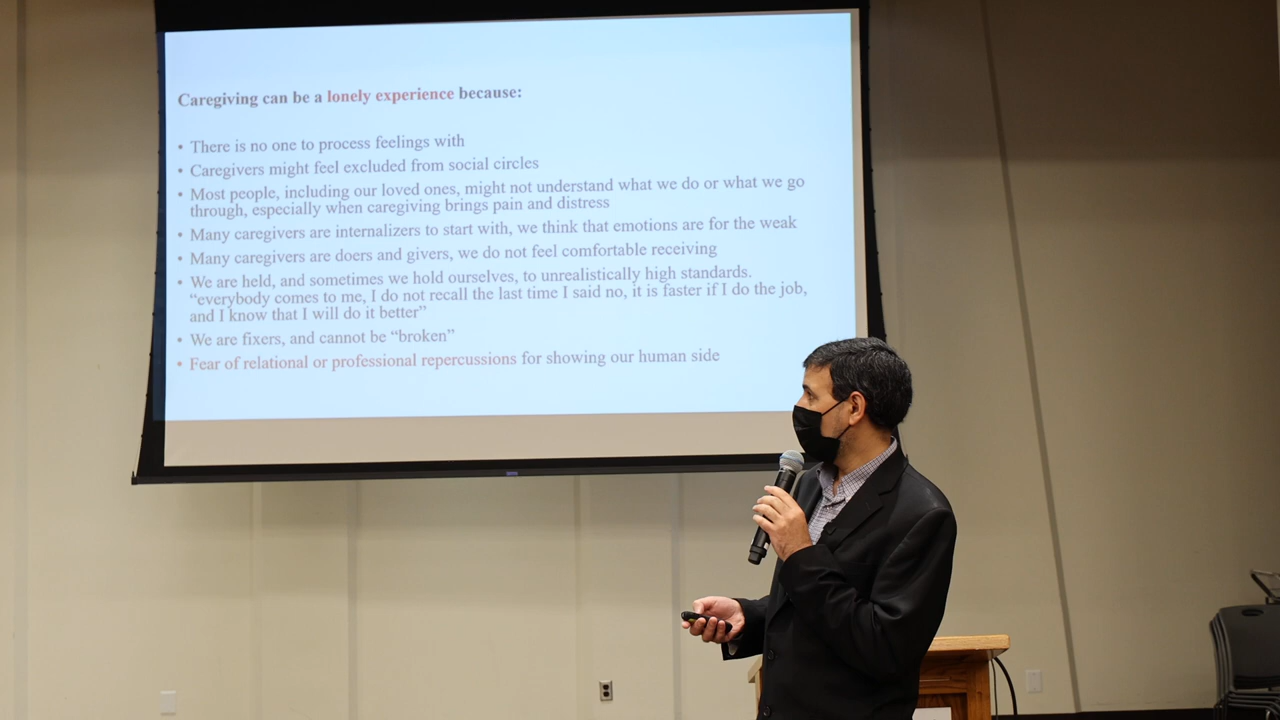 Caregiving can be a lonely experience because:
• There is no one to process feelings with
• Caregivers might feel excluded from social circles
• Most people, including our loved ones, might not understand what we do or what we go
through, especially when caregiving brings pain and distress
• Many caregivers are internalizers to start with, we think that emotions are for the weak
• Many caregivers are doers and givers, we do not feel comfortable receiving
• We are held, and sometimes we hold ourselves, to unrealistically high standards.
“everybody comes to me, I do not recall the last time I said no, it is faster if I do the job,
and I know that I will do it better”
• We are fixers, and cannot be “broken”
• Fear of relational or professional repercussions for showing our human side